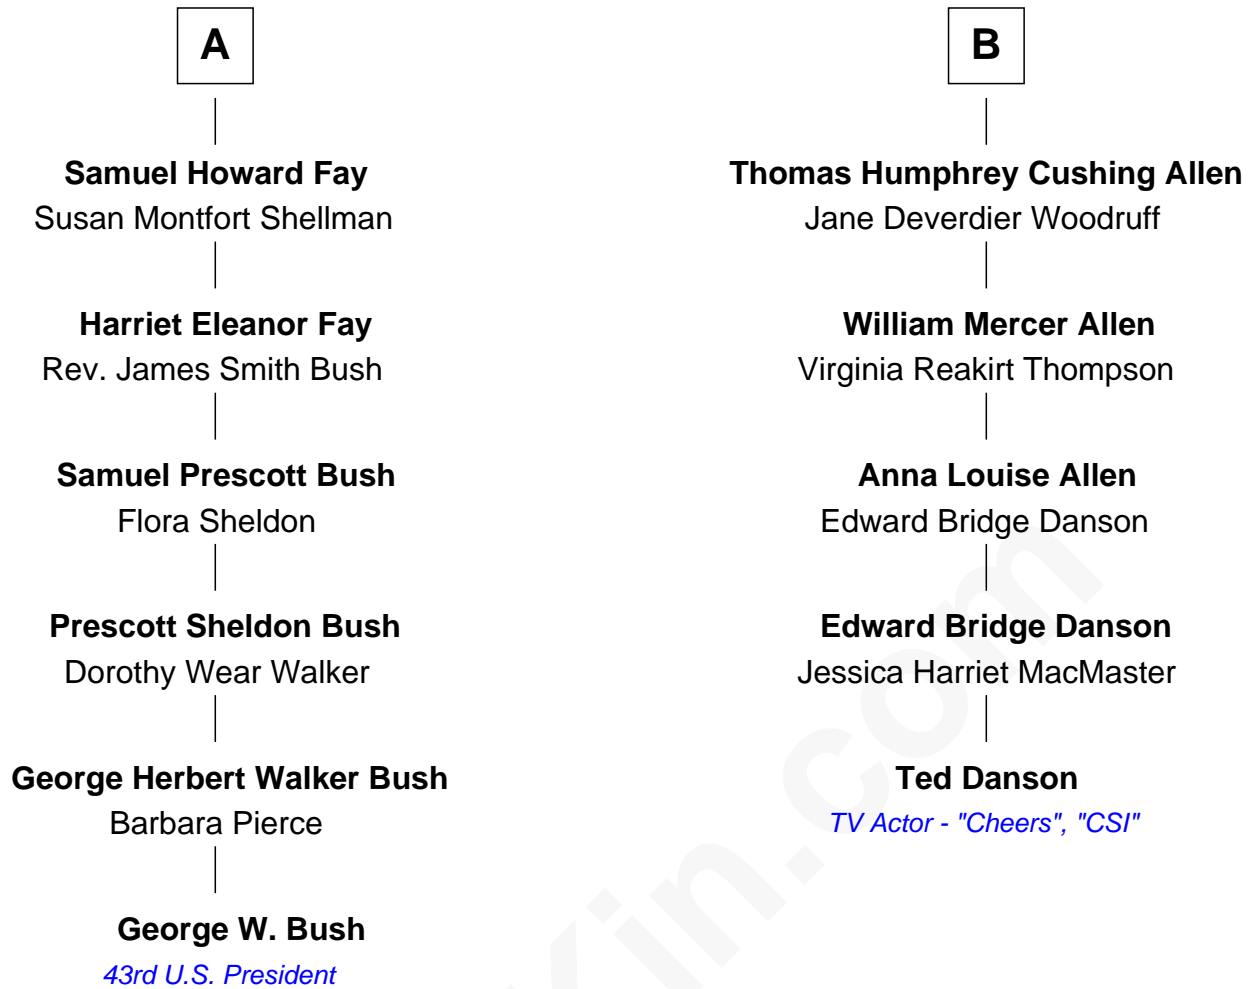 A
Samuel Howard Fay
Susan Montfort Shellman
Harriet Eleanor Fay
Rev. James Smith Bush
Samuel Prescott Bush
Flora Sheldon
Prescott Sheldon Bush
Dorothy Wear Walker
George Herbert Walker Bush
Barbara Pierce
George W. Bush
43rd U.S. President
B
Thomas Humphrey Cushing Allen
Jane Deverdier Woodruff
William Mercer Allen
Virginia Reakirt Thompson
Anna Louise Allen
Edward Bridge Danson
Edward Bridge Danson
Jessica Harriet MacMaster
Ted Danson
TV Actor - "Cheers", "CSI"
Kin.com